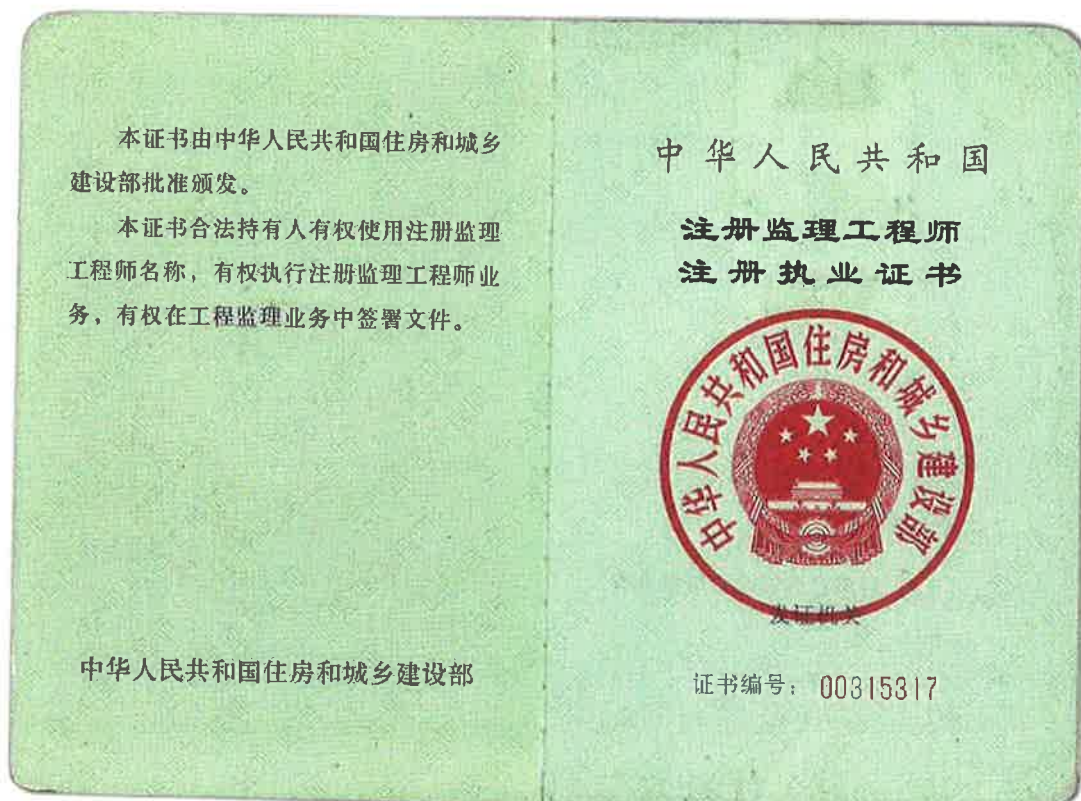 本证书由中华人民共和国住房和城乡
建设部批准颁发。
本证书合法持有人有权使用注册监理
工程师名称，有权执行注册监理工程师业
务，有权在工程监理业务中签署文件。
中华人民共和国住房和城乡建设部
中华人民共和国
注册监理工程师
注册执业证书
中华人民共和国住房和城乡建设部
发证机关
证书编号：00315317